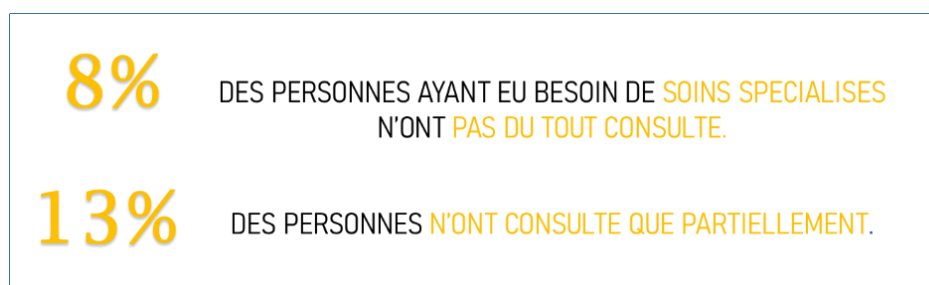 8%
DES PERSONNES AYANT EU BESOIN DE SOINS SPECIALISES
N'ONT PAS DU TOUT CONSULTE.
13%
DES PERSONNES N'ONT CONSULTE QUE PARTIELLEMENT.